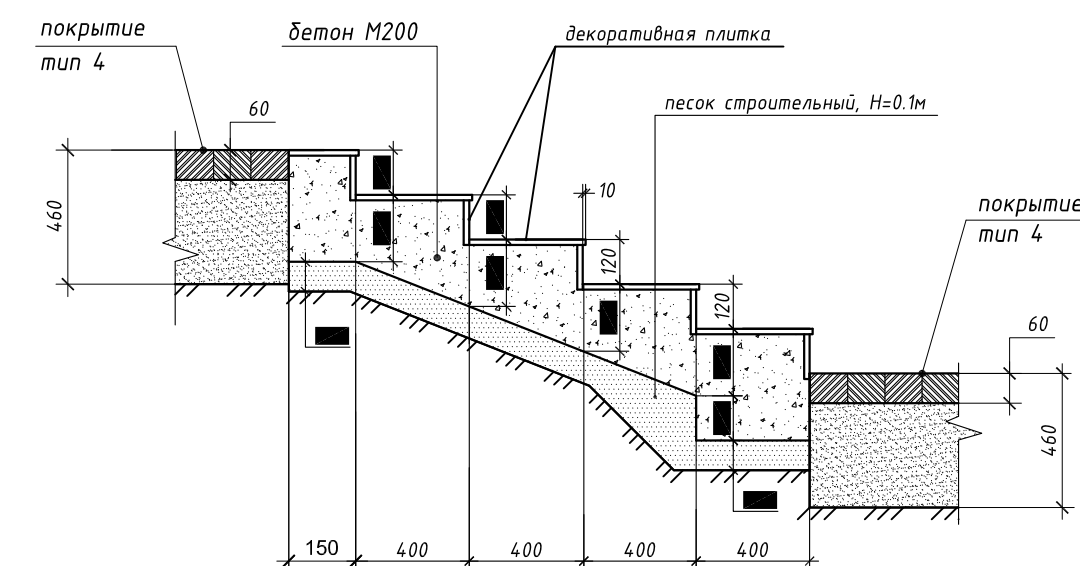 покрытие
тип 4
бетон М200
декоративная плитка
песок строительный, Н=0.1м
60
460
10
120
120
покрытие
тип 4
60
460
150
400
400
400
400